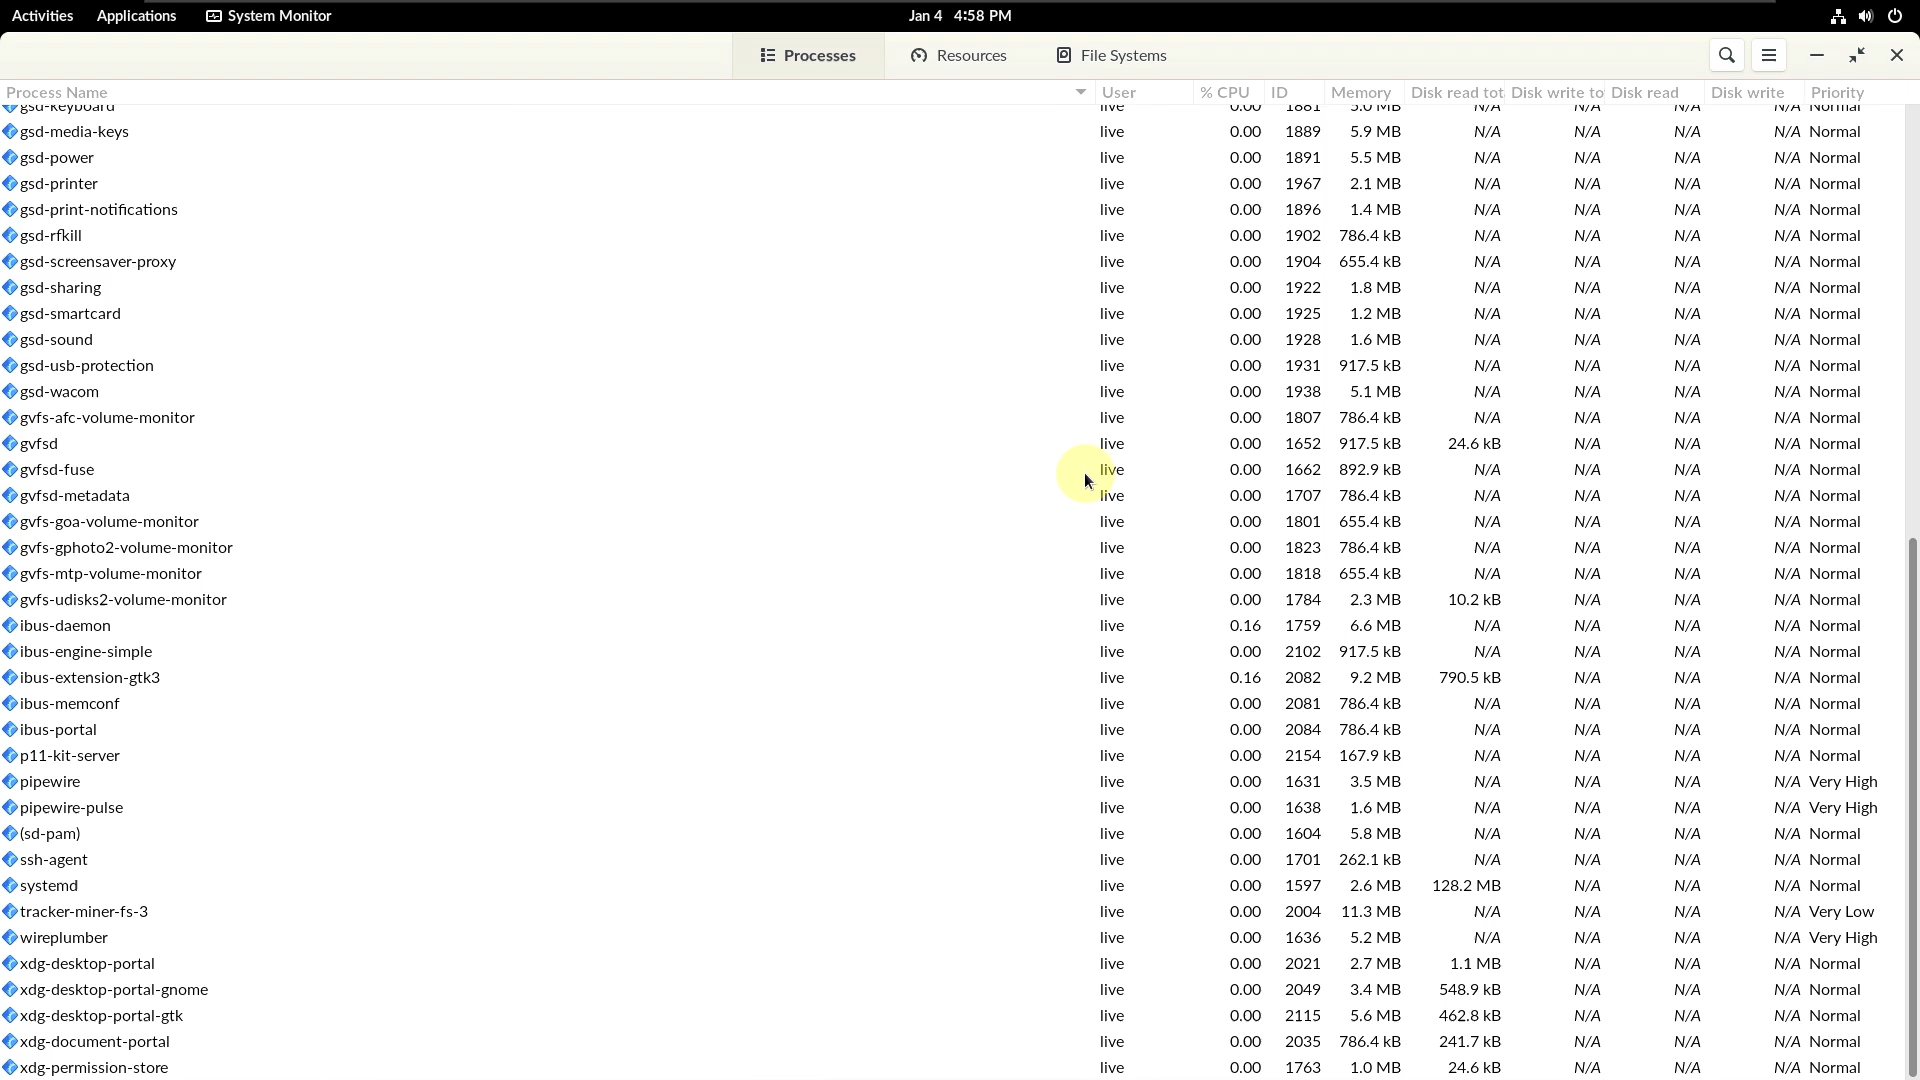 Activities Applications System Monitor Jan 4 4:58 PM
Processes Resources File Systems
Process Name User % CPU ID Memory Disk read tot Disk write to Disk read Disk write Priority
gsd-keyboard live 0.00 1881 5.0 MB N/A N/A N/A N/A Normal
gsd-media-keys live 0.00 1889 5.9 MB N/A N/A N/A N/A Normal
gsd-power live 0.00 1891 5.5 MB N/A N/A N/A N/A Normal
gsd-printer live 0.00 1967 2.1 MB N/A N/A N/A N/A Normal
gsd-print-notifications live 0.00 1896 1.4 MB N/A N/A N/A N/A Normal
gsd-rfkill live 0.00 1902 786.4 kB N/A N/A N/A N/A Normal
gsd-screensaver-proxy live 0.00 1904 655.4 kB N/A N/A N/A N/A Normal
gsd-sharing live 0.00 1922 1.8 MB N/A N/A N/A N/A Normal
gsd-smartcard live 0.00 1925 1.2 MB N/A N/A N/A N/A Normal
gsd-sound live 0.00 1928 1.6 MB N/A N/A N/A N/A Normal
gsd-usb-protection live 0.00 1931 917.5 kB N/A N/A N/A N/A Normal
gsd-wacom live 0.00 1938 5.1 MB N/A N/A N/A N/A Normal
gvfs-afc-volume-monitor live 0.00 1807 786.4 kB N/A N/A N/A N/A Normal
gvfsd live 0.00 1652 917.5 kB 24.6 kB N/A N/A N/A Normal
gvfsd-fuse live 0.00 1662 892.9 kB N/A N/A N/A N/A Normal
gvfsd-metadata live 0.00 1707 786.4 kB N/A N/A N/A N/A Normal
gvfs-goa-volume-monitor live 0.00 1801 655.4 kB N/A N/A N/A N/A Normal
gvfs-gphoto2-volume-monitor live 0.00 1823 786.4 kB N/A N/A N/A N/A Normal
gvfs-mtp-volume-monitor live 0.00 1818 655.4 kB N/A N/A N/A N/A Normal
gvfs-udisks2-volume-monitor live 0.00 1784 2.3 MB 10.2 kB N/A N/A N/A Normal
ibus-daemon live 0.16 1759 6.6 MB N/A N/A N/A N/A Normal
ibus-engine-simple live 0.00 2102 917.5 kB N/A N/A N/A N/A Normal
ibus-extension-gtk3 live 0.16 2082 9.2 MB 790.5 kB N/A N/A N/A Normal
ibus-memconf live 0.00 2081 786.4 kB N/A N/A N/A N/A Normal
ibus-portal live 0.00 2084 786.4 kB N/A N/A N/A N/A Normal
p11-kit-server live 0.00 2154 167.9 kB N/A N/A N/A N/A Normal
pipewire live 0.00 1631 3.5 MB N/A N/A N/A N/A Very High
pipewire-pulse live 0.00 1638 1.6 MB N/A N/A N/A N/A Very High
(sd-pam) live 0.00 1604 5.8 MB N/A N/A N/A N/A Normal
ssh-agent live 0.00 1701 262.1 kB N/A N/A N/A N/A Normal
systemd live 0.00 1597 2.6 MB 128.2 MB N/A N/A N/A Normal
tracker-miner-fs-3 live 0.00 2004 11.3 MB N/A N/A N/A N/A Very Low
wireplumber live 0.00 1636 5.2 MB N/A N/A N/A N/A Very High
xdg-desktop-portal live 0.00 2021 2.7 MB 1.1 MB N/A N/A N/A Normal
xdg-desktop-portal-gnome live 0.00 2049 3.4 MB 548.9 kB N/A N/A N/A Normal
xdg-desktop-portal-gtk live 0.00 2115 5.6 MB 462.8 kB N/A N/A N/A Normal
xdg-document-portal live 0.00 2035 786.4 kB 241.7 kB N/A N/A N/A Normal
xdg-permission-store live 0.00 1763 1.0 MB 24.6 kB N/A N/A N/A Normal